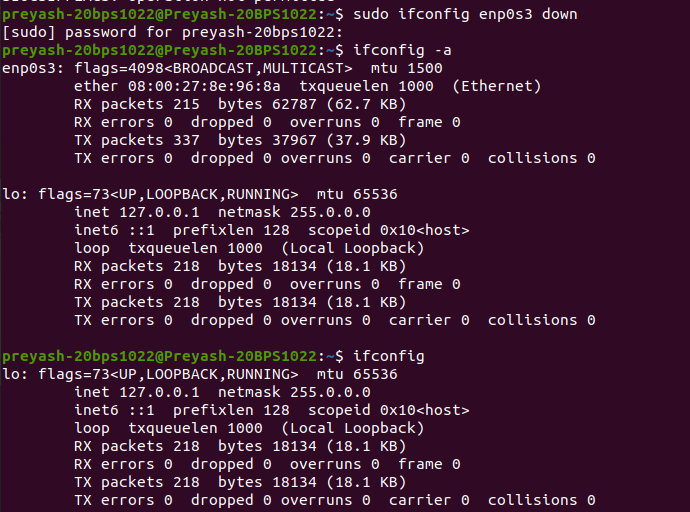 preyash-20bps1022@Preyash-20BPS1022:~$ sudo ifconfig enp0s3 down
[sudo] password for preyash-20bps1022:
preyash-20bps1022@Preyash-20BPS1022:~$ ifconfig -a
enp0s3: flags=4098<BROADCAST,MULTICAST>  mtu 1500
        ether 08:00:27:8e:96:8a  txqueuelen 1000  (Ethernet)
        RX packets 215  bytes 62787 (62.7 KB)
        RX errors 0  dropped 0  overruns 0  frame 0
        TX packets 337  bytes 37967 (37.9 KB)
        TX errors 0  dropped 0 overruns 0  carrier 0  collisions 0

lo: flags=73<UP,LOOPBACK,RUNNING>  mtu 65536
        inet 127.0.0.1  netmask 255.0.0.0
        inet6 ::1  prefixlen 128  scopeid 0x10<host>
        loop  txqueuelen 1000  (Local Loopback)
        RX packets 218  bytes 18134 (18.1 KB)
        RX errors 0  dropped 0  overruns 0  frame 0
        TX packets 218  bytes 18134 (18.1 KB)
        TX errors 0  dropped 0 overruns 0  carrier 0  collisions 0

preyash-20bps1022@Preyash-20BPS1022:~$ ifconfig
lo: flags=73<UP,LOOPBACK,RUNNING>  mtu 65536
        inet 127.0.0.1  netmask 255.0.0.0
        inet6 ::1  prefixlen 128  scopeid 0x10<host>
        loop  txqueuelen 1000  (Local Loopback)
        RX packets 218  bytes 18134 (18.1 KB)
        RX errors 0  dropped 0  overruns 0  frame 0
        TX packets 218  bytes 18134 (18.1 KB)
        TX errors 0  dropped 0 overruns 0  carrier 0  collisions 0